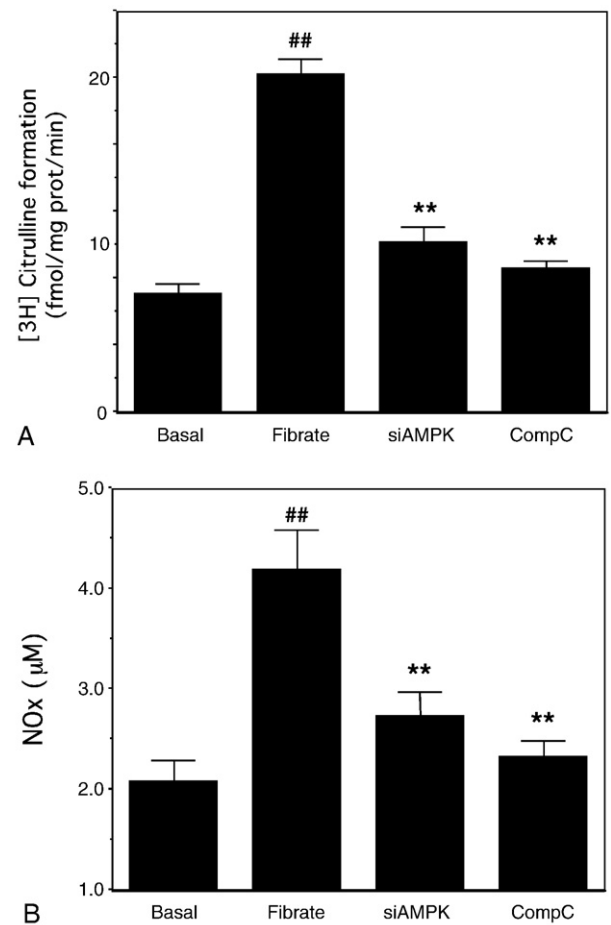 [3H] Citrulline formation
(fmol/mg prot/min)
20
10
0
##
**
**
Basal Fibrate siAMPK CompC
A
NOx ( μM)
5.0
4.0
3.0
2.0
1.0
##
**
**
Basal Fibrate siAMPK CompC
B